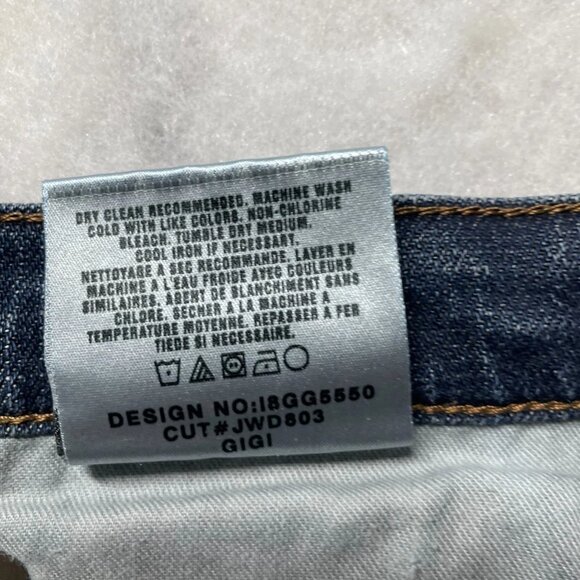 DRY CLEAN RECOMMENDED. MACHINE WASH
COLD WITH LIKE COLORS. NON-CHLORINE
BLEACH. TUMBLE DRY MEDIUM.
COOL IRON IF NECESSARY.
NETTOYAGE A SEC RECOMMANDE. LAVER EN
MACHINE A L'EAU FROIDE AVEC COULEURS
SIMILAIRES. AGENT DE BLANCHIMENT SANS
CHLORE. SECHER A LA MACHINE A
TEMPERATURE MOYENNE. REPASSER A FER
TIEDE SI NECESSAIRE.
DESIGN NO:I8GG5550
CUT#JWD803
GIGI